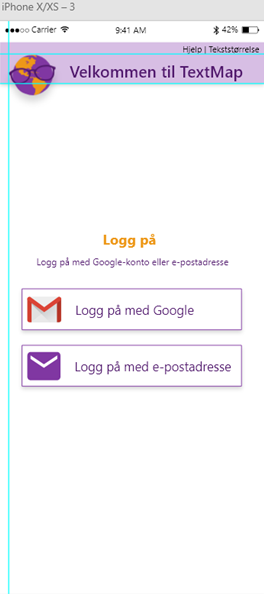 iPhone X/XS – 3
Carrier 9:41 AM 42%
Hjelp | Tekststørrelse
Velkommen til TextMap
Logg på
Logg på med Google-konto eller e-postadresse
Logg på med Google
Logg på med e-postadresse